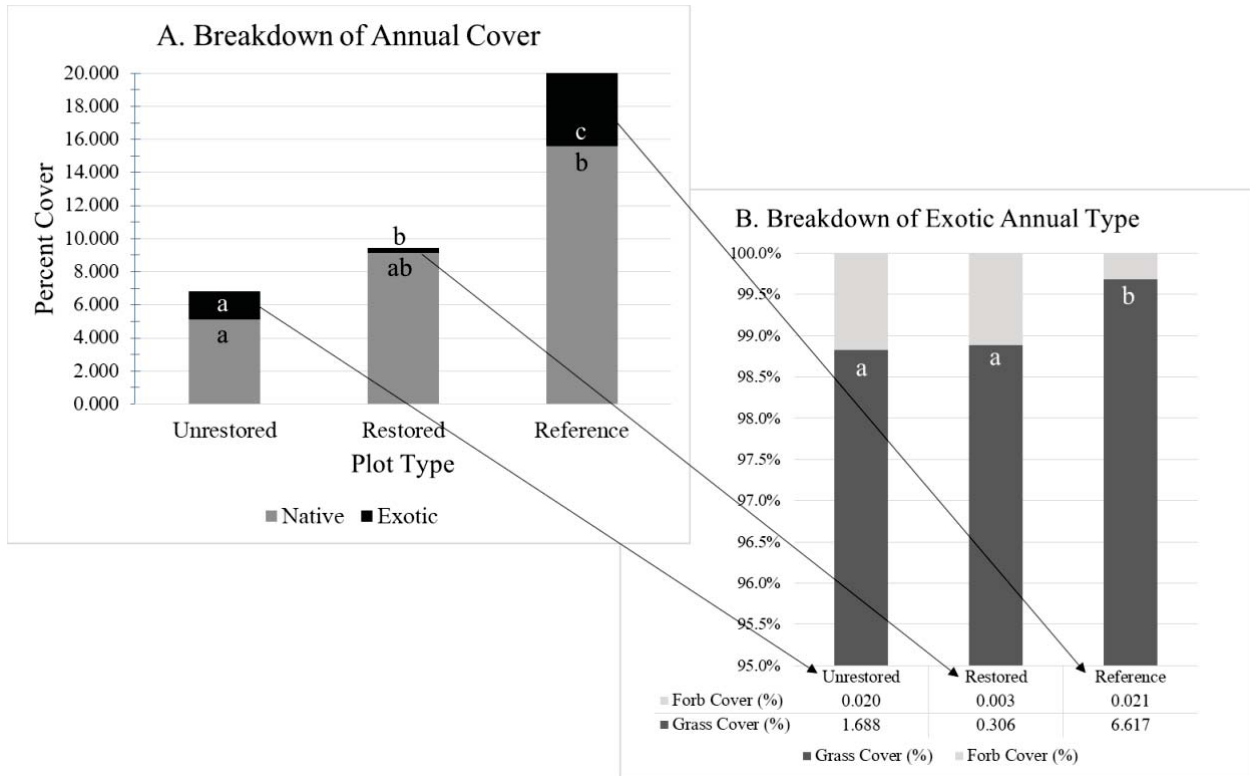 A. Breakdown of Annual Cover
20.000
18.000
16.000
14.000
12.000
10.000
8.000
6.000
4.000
2.000
0.000
Percent Cover
a
a
b
ab
c
b
Unrestored Restored Reference
Plot Type
Native Exotic
B. Breakdown of Exotic Annual Type
100.0%
99.5%
99.0%
98.5%
98.0%
97.5%
97.0%
96.5%
96.0%
95.5%
95.0%
a
a
b
Unrestored Restored Reference
Forb Cover (%) 0.020 0.003 0.021
Grass Cover (%) 1.688 0.306 6.617
Grass Cover (%) Forb Cover (%)